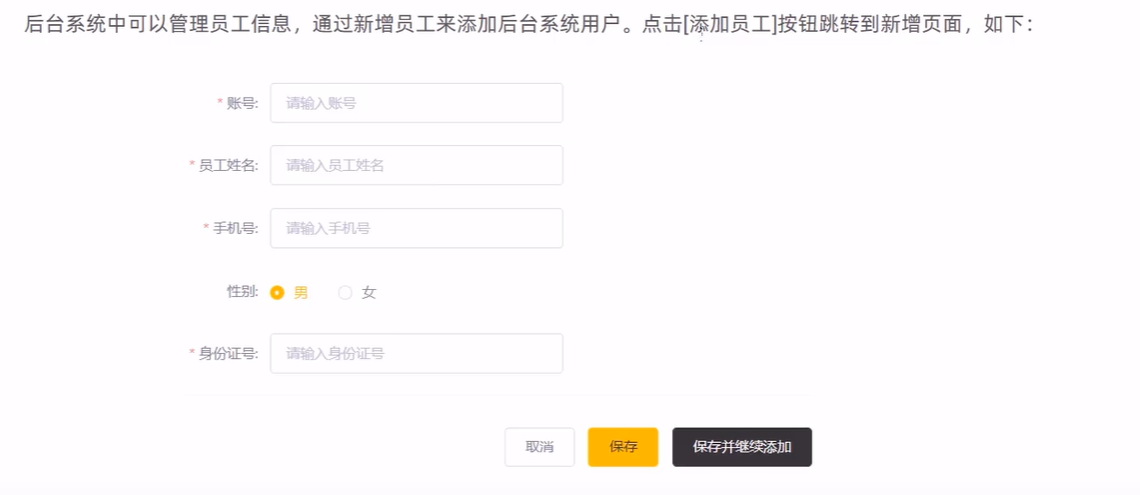 后台系统中可以管理员工信息，通过新增员工来添加后台系统用户。点击[添加员工]按钮跳转到新增页面，如下：
* 账号: 请输入账号
* 员工姓名: 请输入员工姓名
* 手机号: 请输入手机号
性别: 男 女
* 身份证号: 请输入身份证号
取消 保存 保存并继续添加